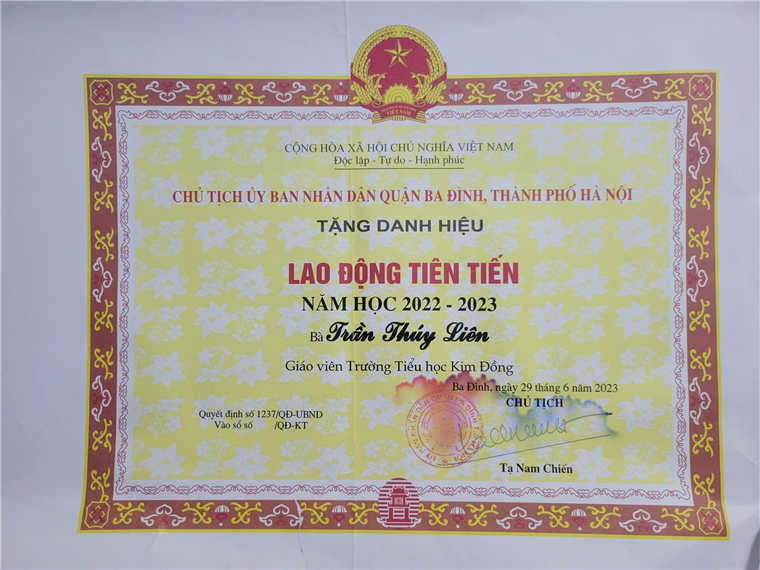 VIỆT NAM
CỘNG HÒA XÃ HỘI CHỦ NGHĨA VIỆT NAM
Độc lập - Tự do - Hạnh phúc
CHỦ TỊCH ỦY BAN NHÂN DÂN QUẬN BA ĐÌNH, THÀNH PHỐ HÀ NỘI
TẶNG DANH HIỆU
LAO ĐỘNG TIÊN TIẾN
NĂM HỌC 2022 - 2023
Bà Trần Thúy Liên
Giáo viên Trường Tiểu học Kim Đồng
Ba Đình, ngày 29 tháng 6 năm 2023
CHỦ TỊCH
Quyết định số 1237/QĐ-UBND
Vào sổ số /QĐ-KT
Tạ Nam Chiến